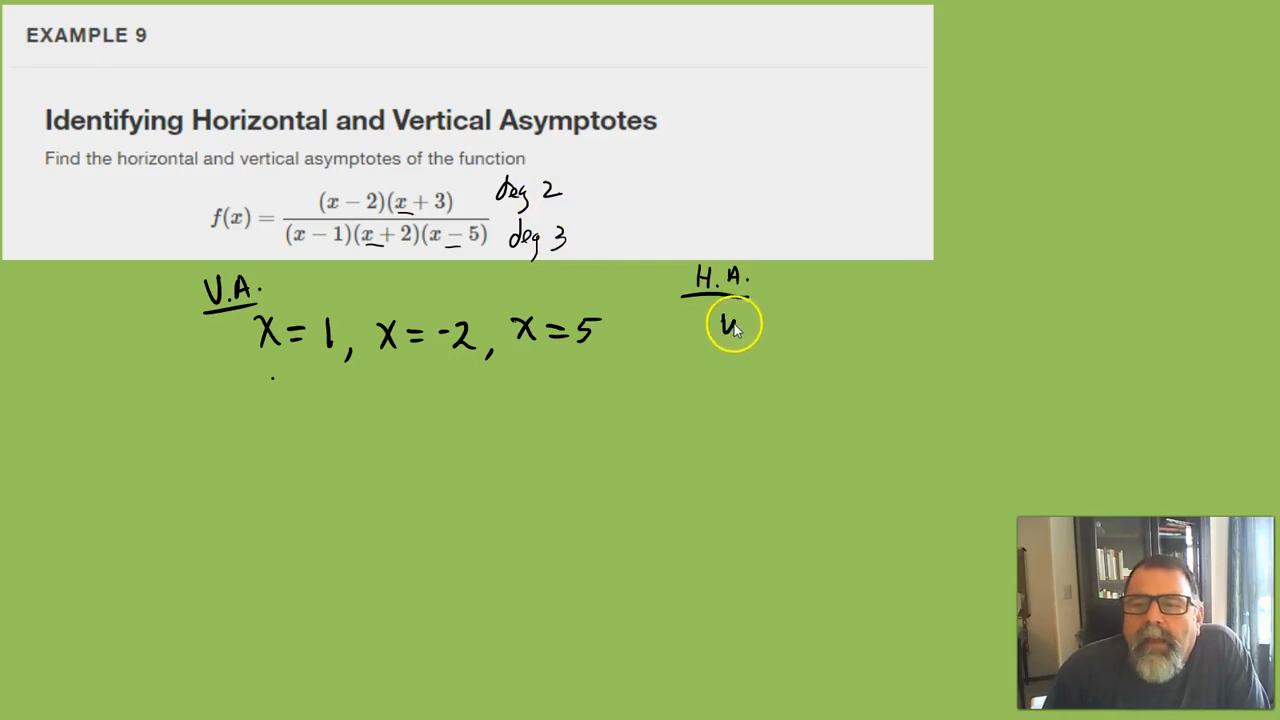 EXAMPLE 9
Identifying Horizontal and Vertical Asymptotes
Find the horizontal and vertical asymptotes of the function
f(x) = (x − 2)(x + 3) / (x − 1)(x + 2)(x − 5)
deg 2
deg 3
V.A.
x = 1, x = -2, x = 5
H.A.